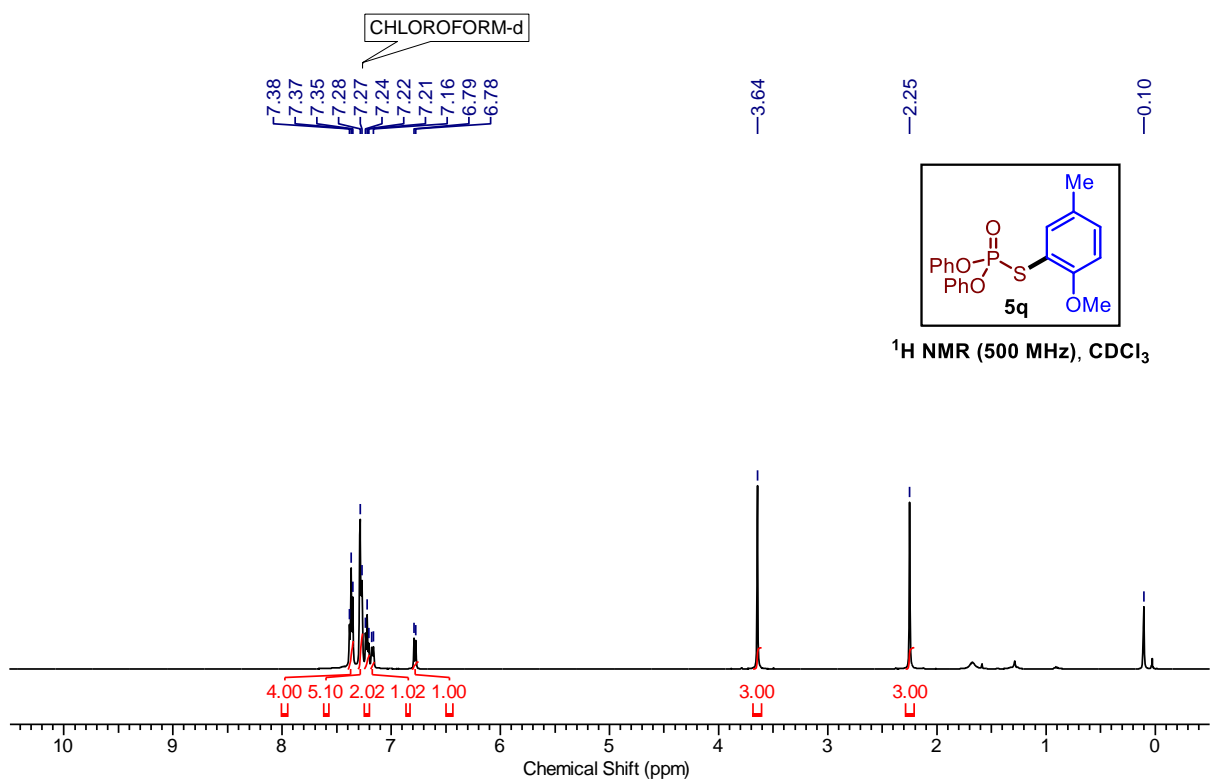 CHLOROFORM-d
7.38
7.37
7.35
7.28
7.27
7.24
7.22
7.21
7.16
6.79
6.78
3.64
2.25
0.10
Me
O
PhO
P
S
PhO
OMe
5q
¹H NMR (500 MHz), CDCl₃
4.00 5.10 2.02 1.02 1.00 3.00 3.00
10 9 8 7 6 5 4 3 2 1 0
Chemical Shift (ppm)